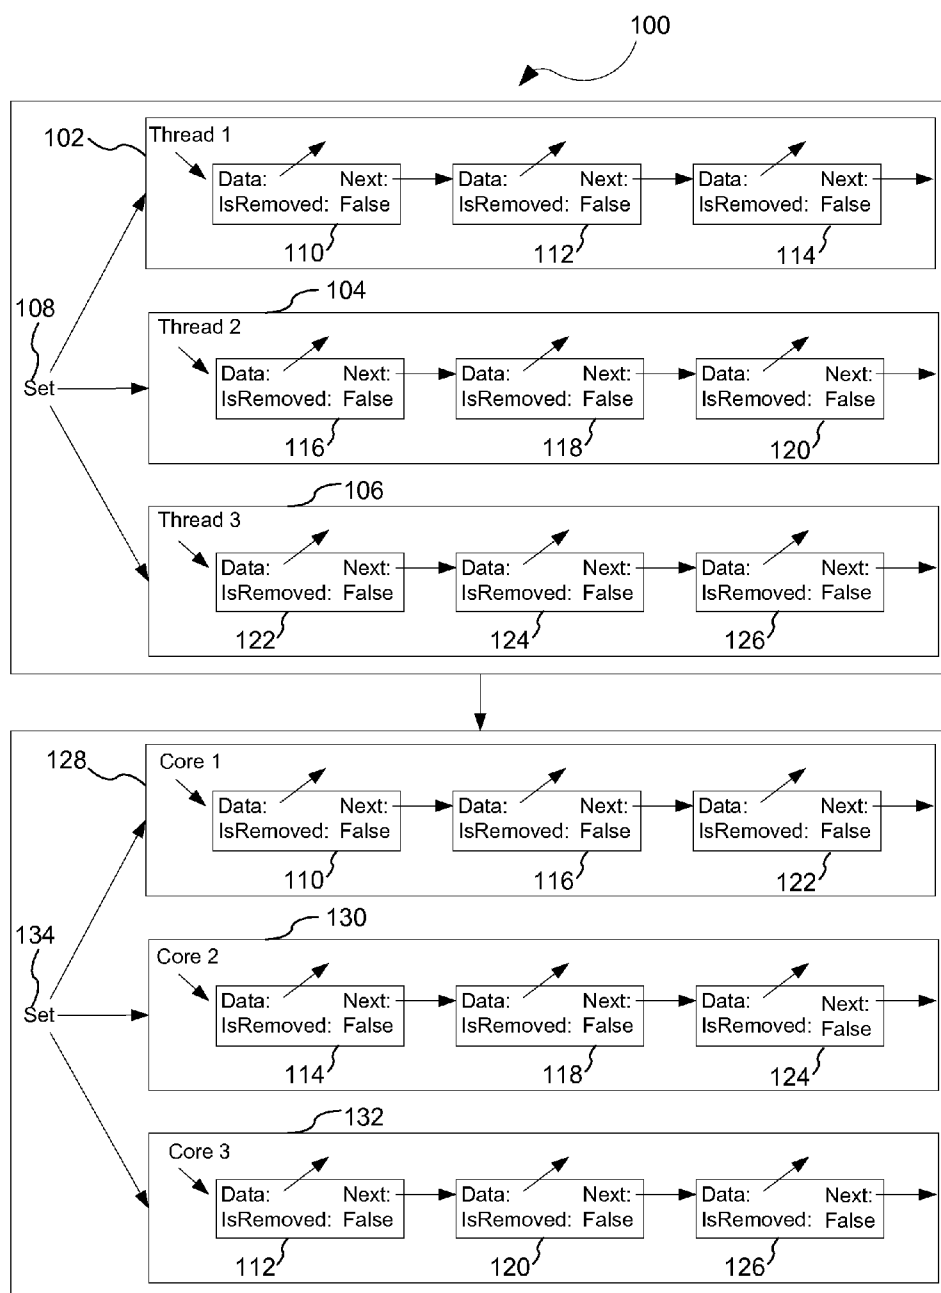 100
102
Thread 1
Data: Next:
IsRemoved: False
110
Data: Next:
IsRemoved: False
112
Data: Next:
IsRemoved: False
114
104
108
Set
Thread 2
Data: Next:
IsRemoved: False
116
Data: Next:
IsRemoved: False
118
Data: Next:
IsRemoved: False
120
106
Thread 3
Data: Next:
IsRemoved: False
122
Data: Next:
IsRemoved: False
124
Data: Next:
IsRemoved: False
126
128
Core 1
Data: Next:
IsRemoved: False
110
Data: Next:
IsRemoved: False
116
Data: Next:
IsRemoved: False
122
130
134
Set
Core 2
Data: Next:
IsRemoved: False
114
Data: Next:
IsRemoved: False
118
Data: Next:
IsRemoved: False
124
132
Core 3
Data: Next:
IsRemoved: False
112
Data: Next:
IsRemoved: False
120
Data: Next:
IsRemoved: False
126